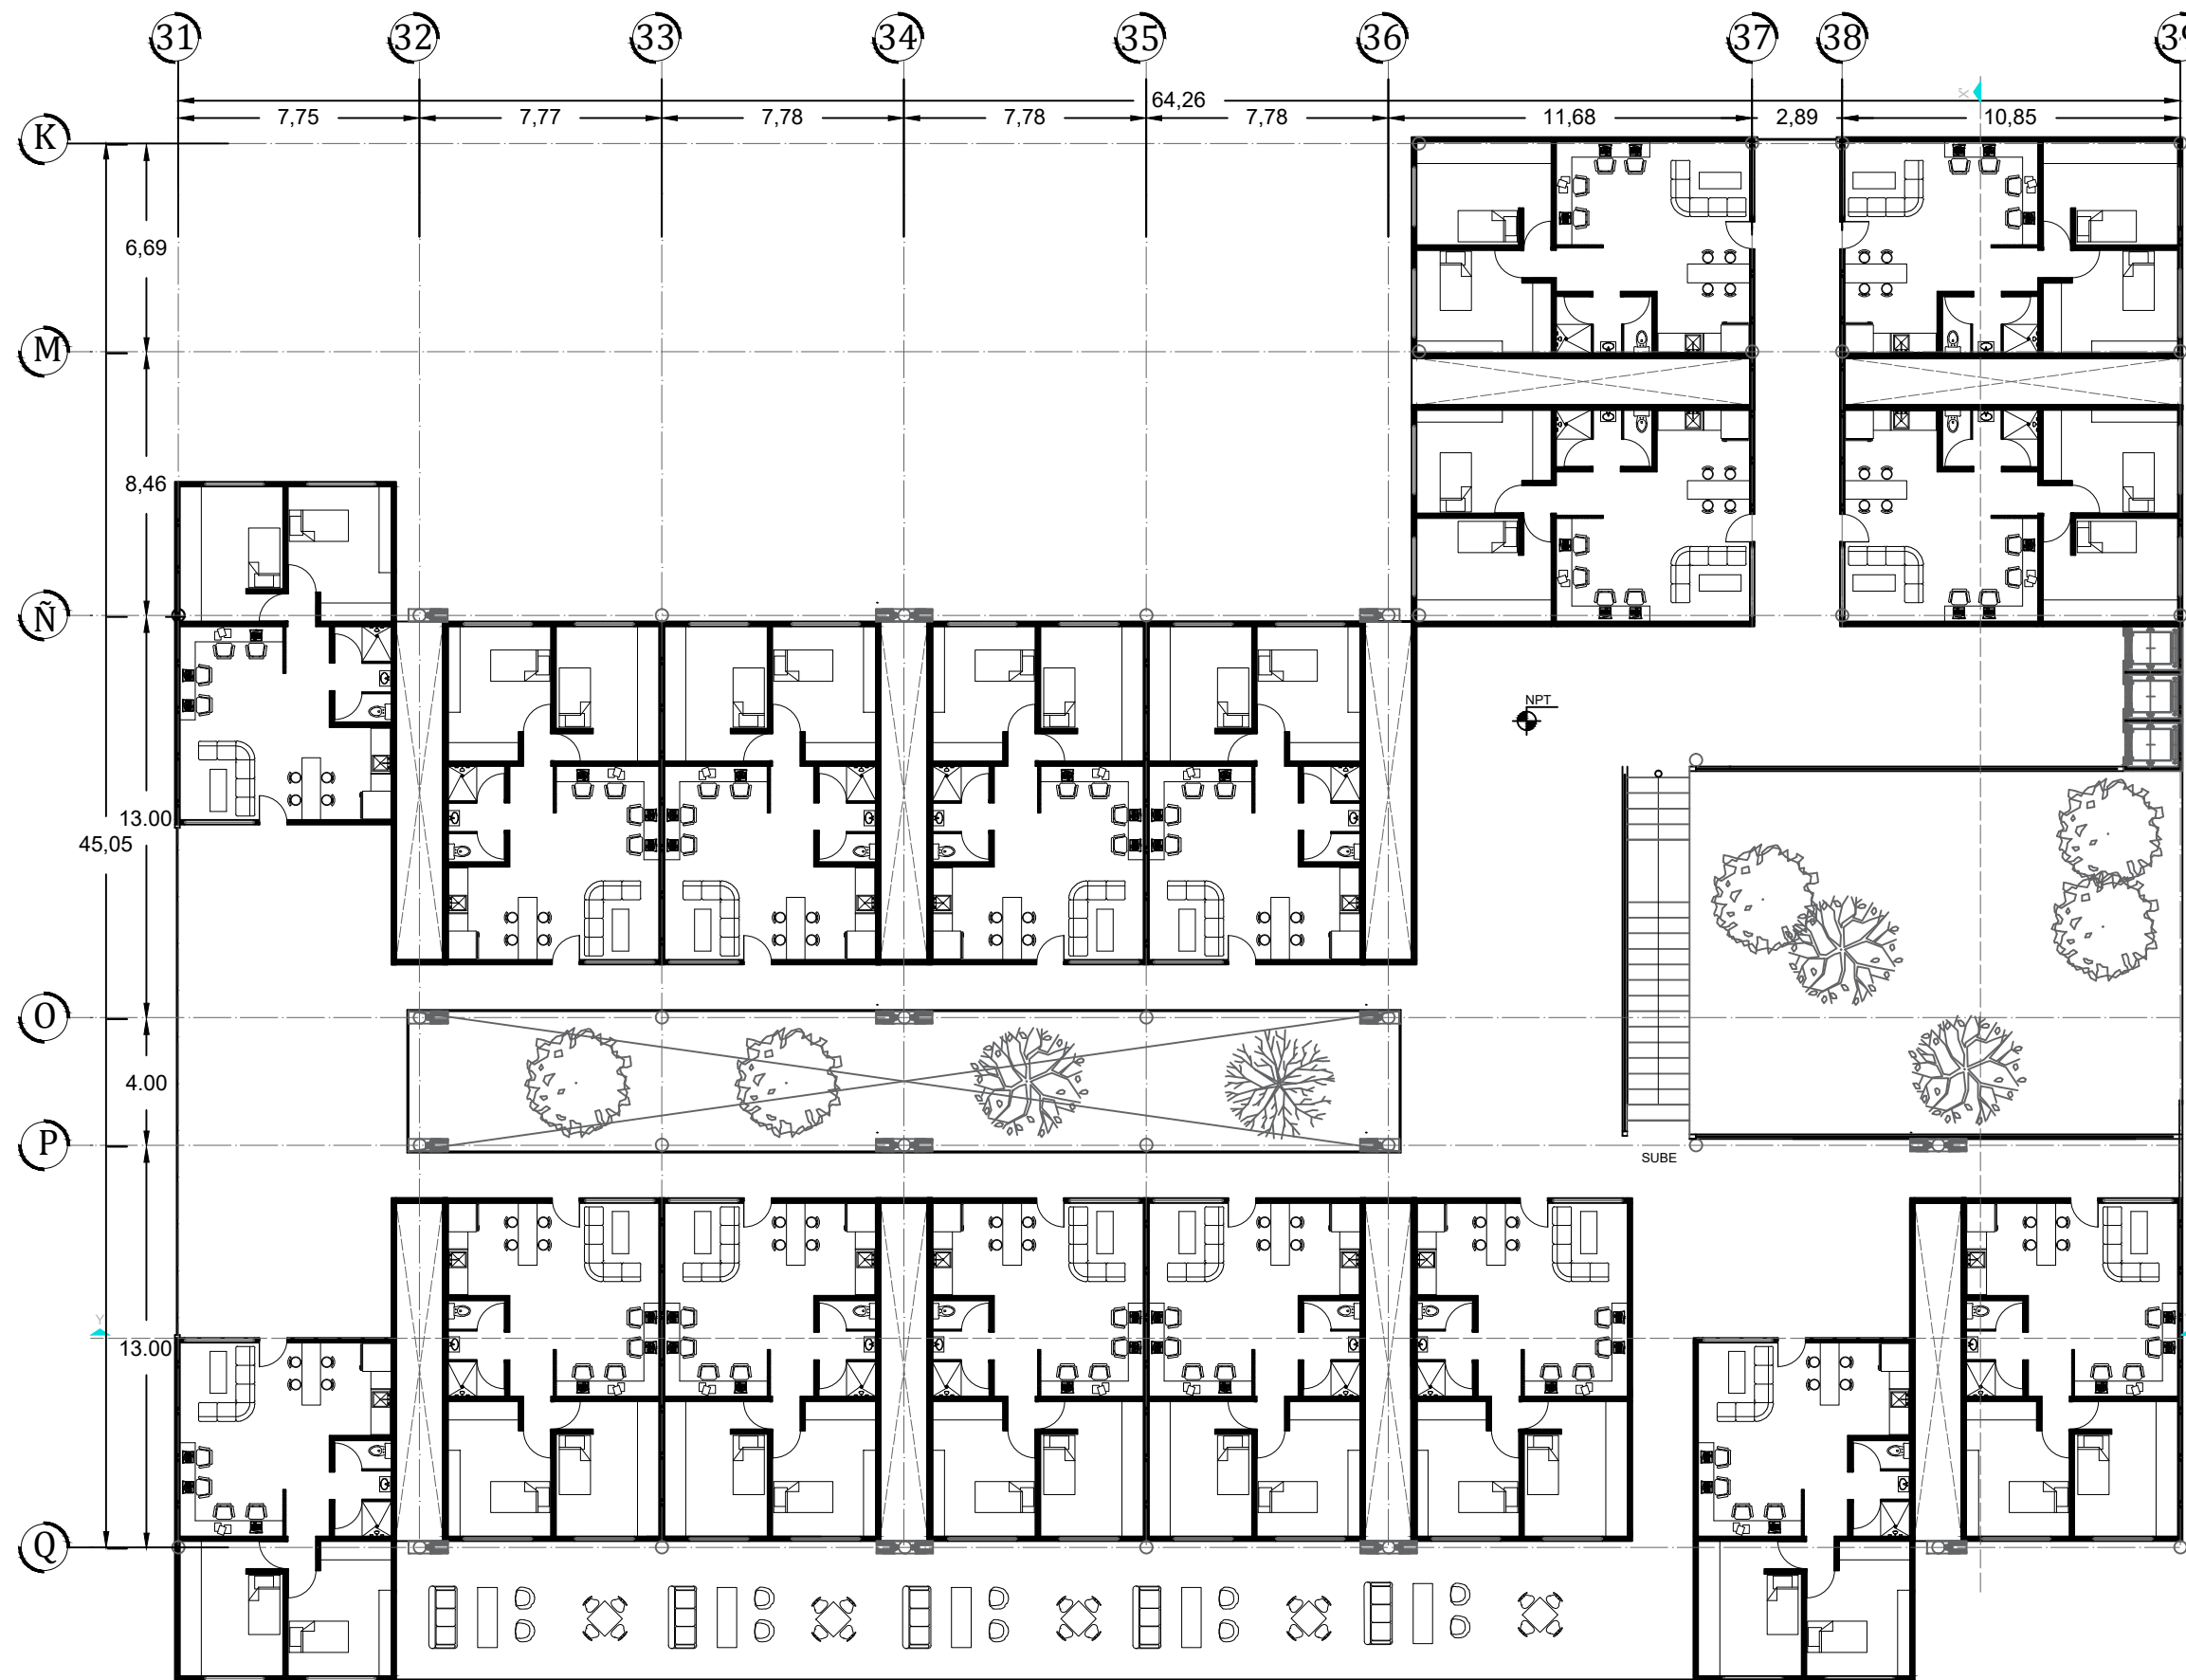 31 32 33 34 35 36 37 38 39
64,26
7,75 7,77 7,78 7,78 7,78 11,68 2,89 10,85
X
K
6,69
M
8,46
Ñ
NPT
13.00
45,05
O
4.00
P
SUBE
Y
13.00
Q